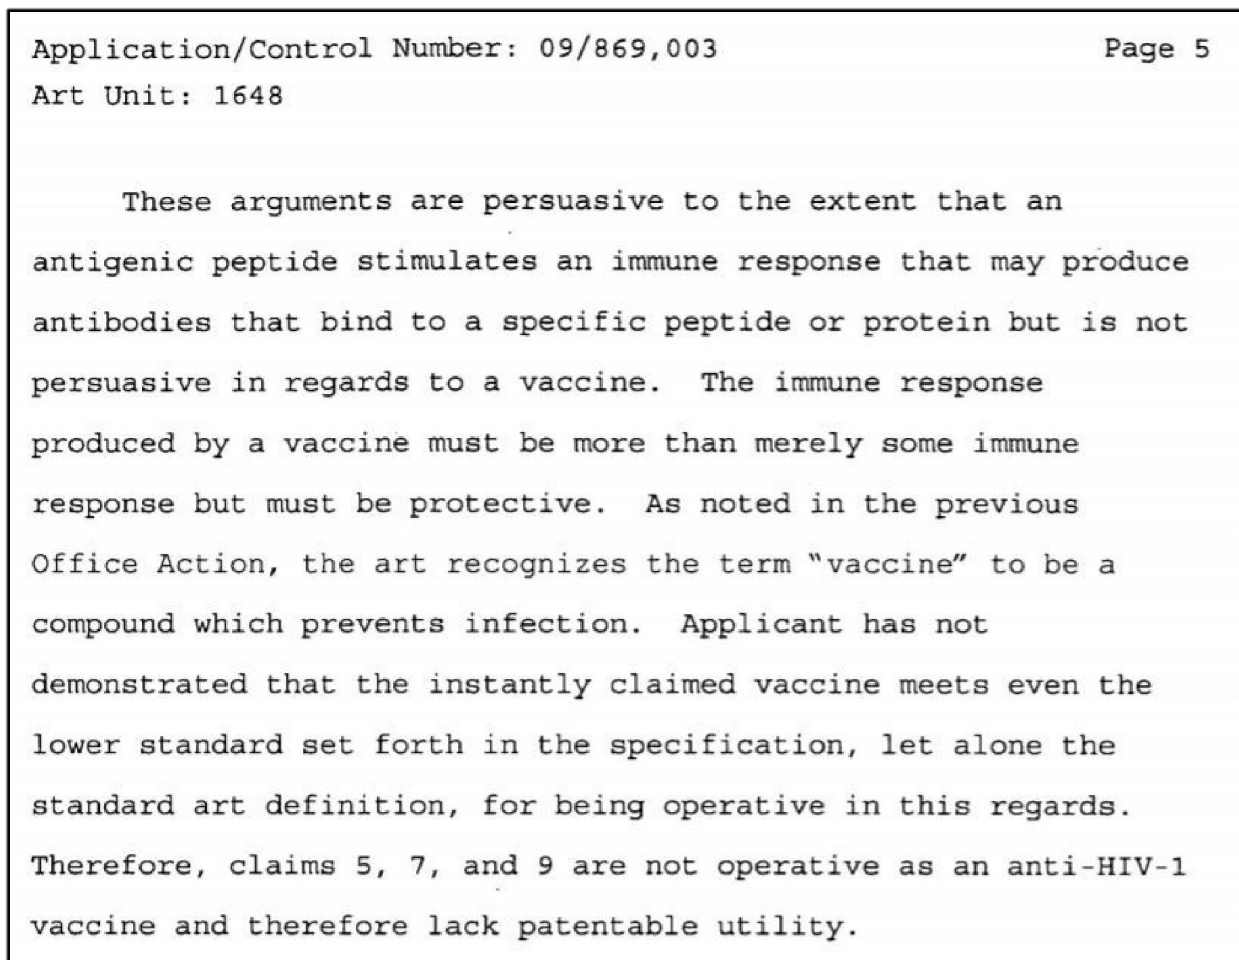 Application/Control Number: 09/869,003 Page 5
Art Unit: 1648
These arguments are persuasive to the extent that an
antigenic peptide stimulates an immune response that may produce
antibodies that bind to a specific peptide or protein but is not
persuasive in regards to a vaccine. The immune response
produced by a vaccine must be more than merely some immune
response but must be protective. As noted in the previous
Office Action, the art recognizes the term "vaccine" to be a
compound which prevents infection. Applicant has not
demonstrated that the instantly claimed vaccine meets even the
lower standard set forth in the specification, let alone the
standard art definition, for being operative in this regards.
Therefore, claims 5, 7, and 9 are not operative as an anti-HIV-1
vaccine and therefore lack patentable utility.